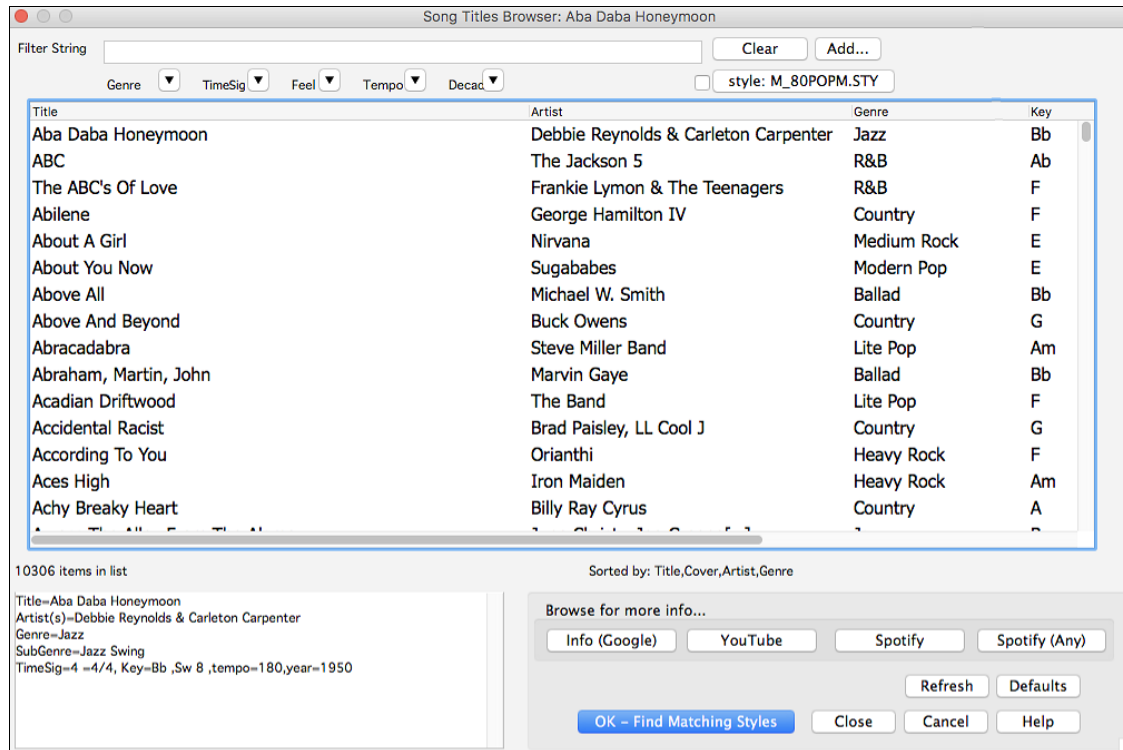 Song Titles Browser: Aba Daba Honeymoon
Filter String Clear Add...
Genre ▼ TimeSig ▼ Feel ▼ Tempo ▼ Decad ▼ style: M_80POPM.STY
Title Artist Genre Key
Aba Daba Honeymoon Debbie Reynolds & Carleton Carpenter Jazz Bb
ABC The Jackson 5 R&B Ab
The ABC's Of Love Frankie Lymon & The Teenagers R&B F
Abilene George Hamilton IV Country F
About A Girl Nirvana Medium Rock E
About You Now Sugababes Modern Pop E
Above All Michael W. Smith Ballad Bb
Above And Beyond Buck Owens Country G
Abracadabra Steve Miller Band Lite Pop Am
Abraham, Martin, John Marvin Gaye Ballad Bb
Acadian Driftwood The Band Lite Pop F
Accidental Racist Brad Paisley, LL Cool J Country G
According To You Orianthi Heavy Rock F
Aces High Iron Maiden Heavy Rock Am
Achy Breaky Heart Billy Ray Cyrus Country A
10306 items in list Sorted by: Title,Cover,Artist,Genre
Title=Aba Daba Honeymoon
Artist(s)=Debbie Reynolds & Carleton Carpenter
Genre=Jazz
SubGenre=Jazz Swing
TimeSig=4 =4/4, Key=Bb ,Sw 8 ,tempo=180,year=1950
Browse for more info...
Info (Google) YouTube Spotify Spotify (Any)
Refresh Defaults
OK – Find Matching Styles Close Cancel Help